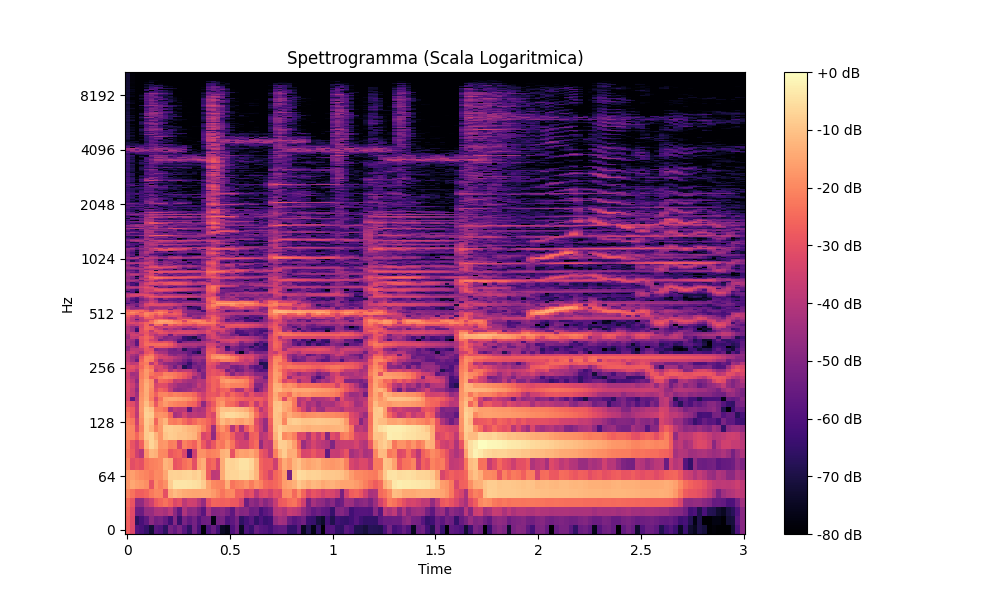 Spettrogramma (Scala Logaritmica)
Hz
8192
4096
2048
1024
512
256
128
64
0
0 0.5 1 1.5 2 2.5 3
Time
+0 dB
-10 dB
-20 dB
-30 dB
-40 dB
-50 dB
-60 dB
-70 dB
-80 dB